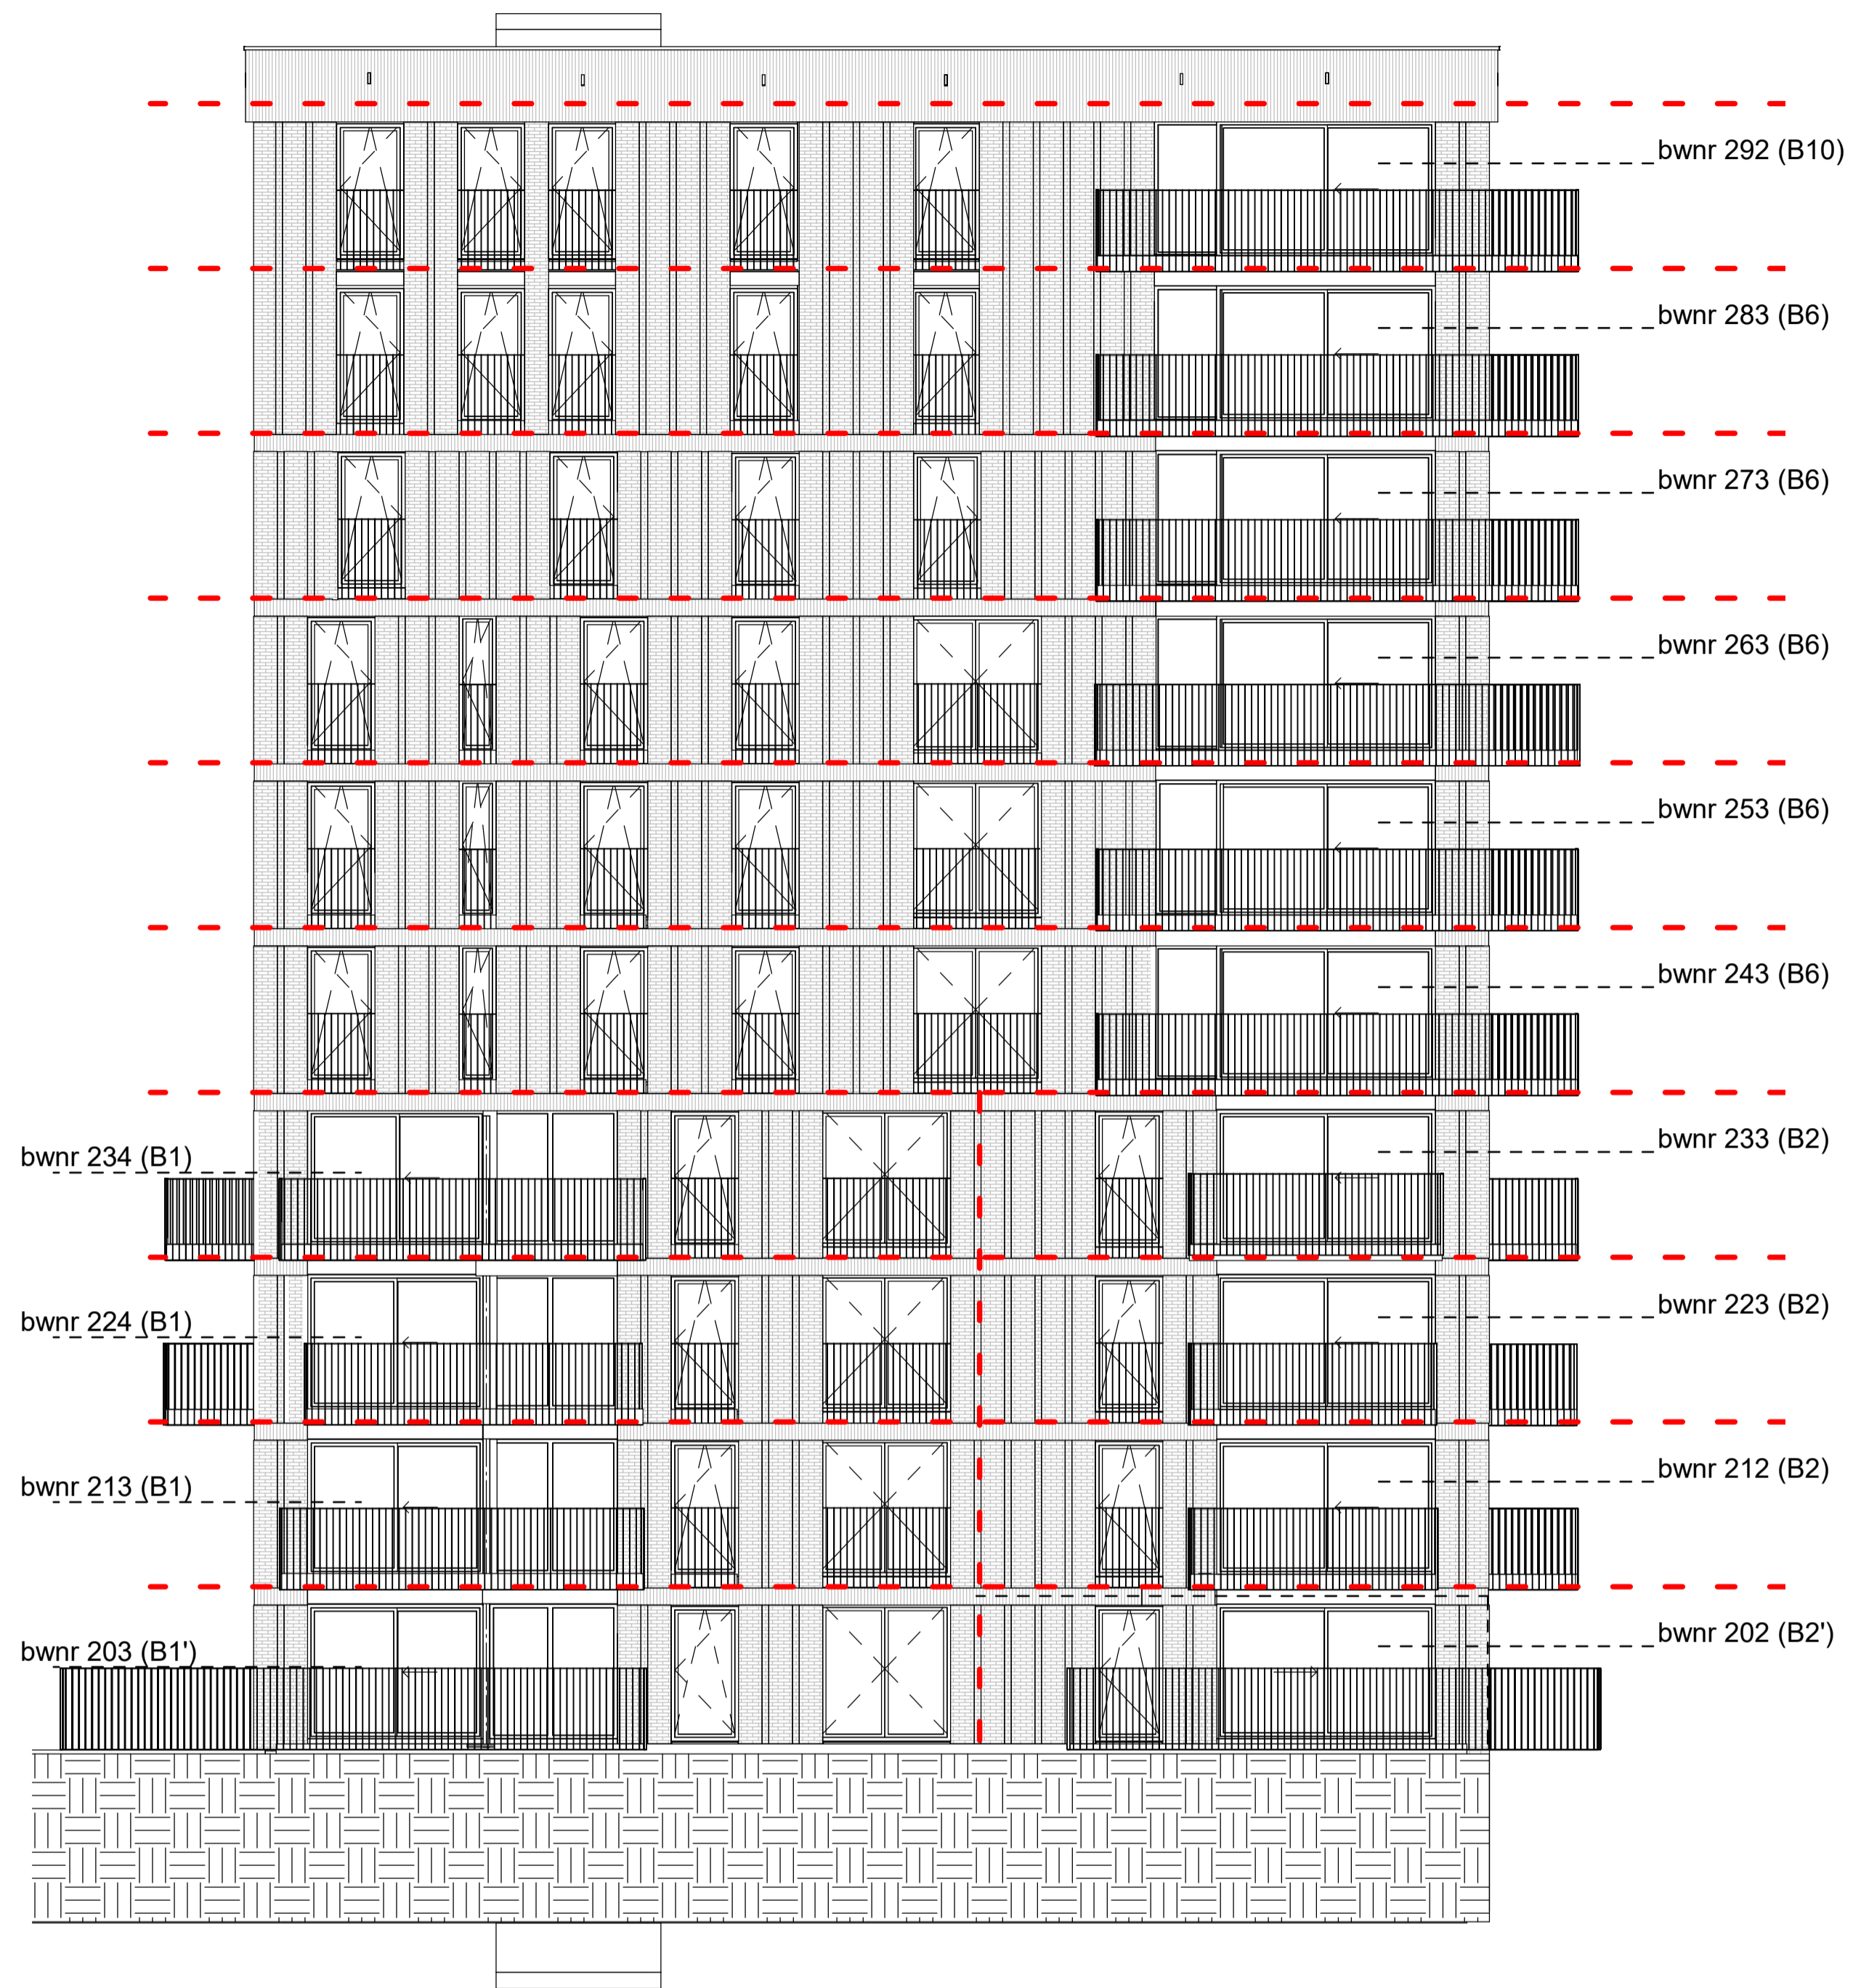 bwnr 292 (B10)
bwnr 283 (B6)
bwnr 273 (B6)
bwnr 263 (B6)
bwnr 253 (B6)
bwnr 243 (B6)
bwnr 234 (B1)
bwnr 233 (B2)
bwnr 224 (B1)
bwnr 223 (B2)
bwnr 213 (B1)
bwnr 212 (B2)
bwnr 203 (B1')
bwnr 202 (B2')